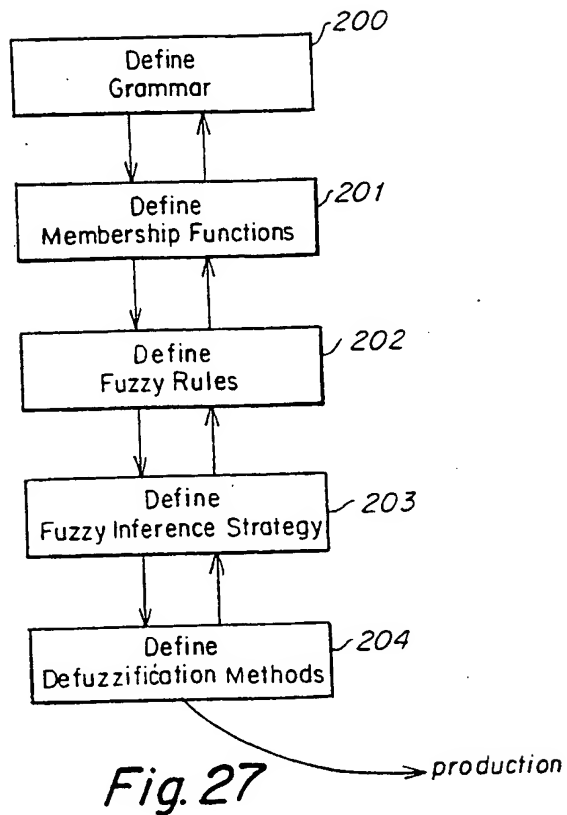 200
Define
Grammar
201
Define
Membership Functions
202
Define
Fuzzy Rules
203
Define
Fuzzy Inference Strategy
204
Define
Defuzzification Methods
production
Fig. 27